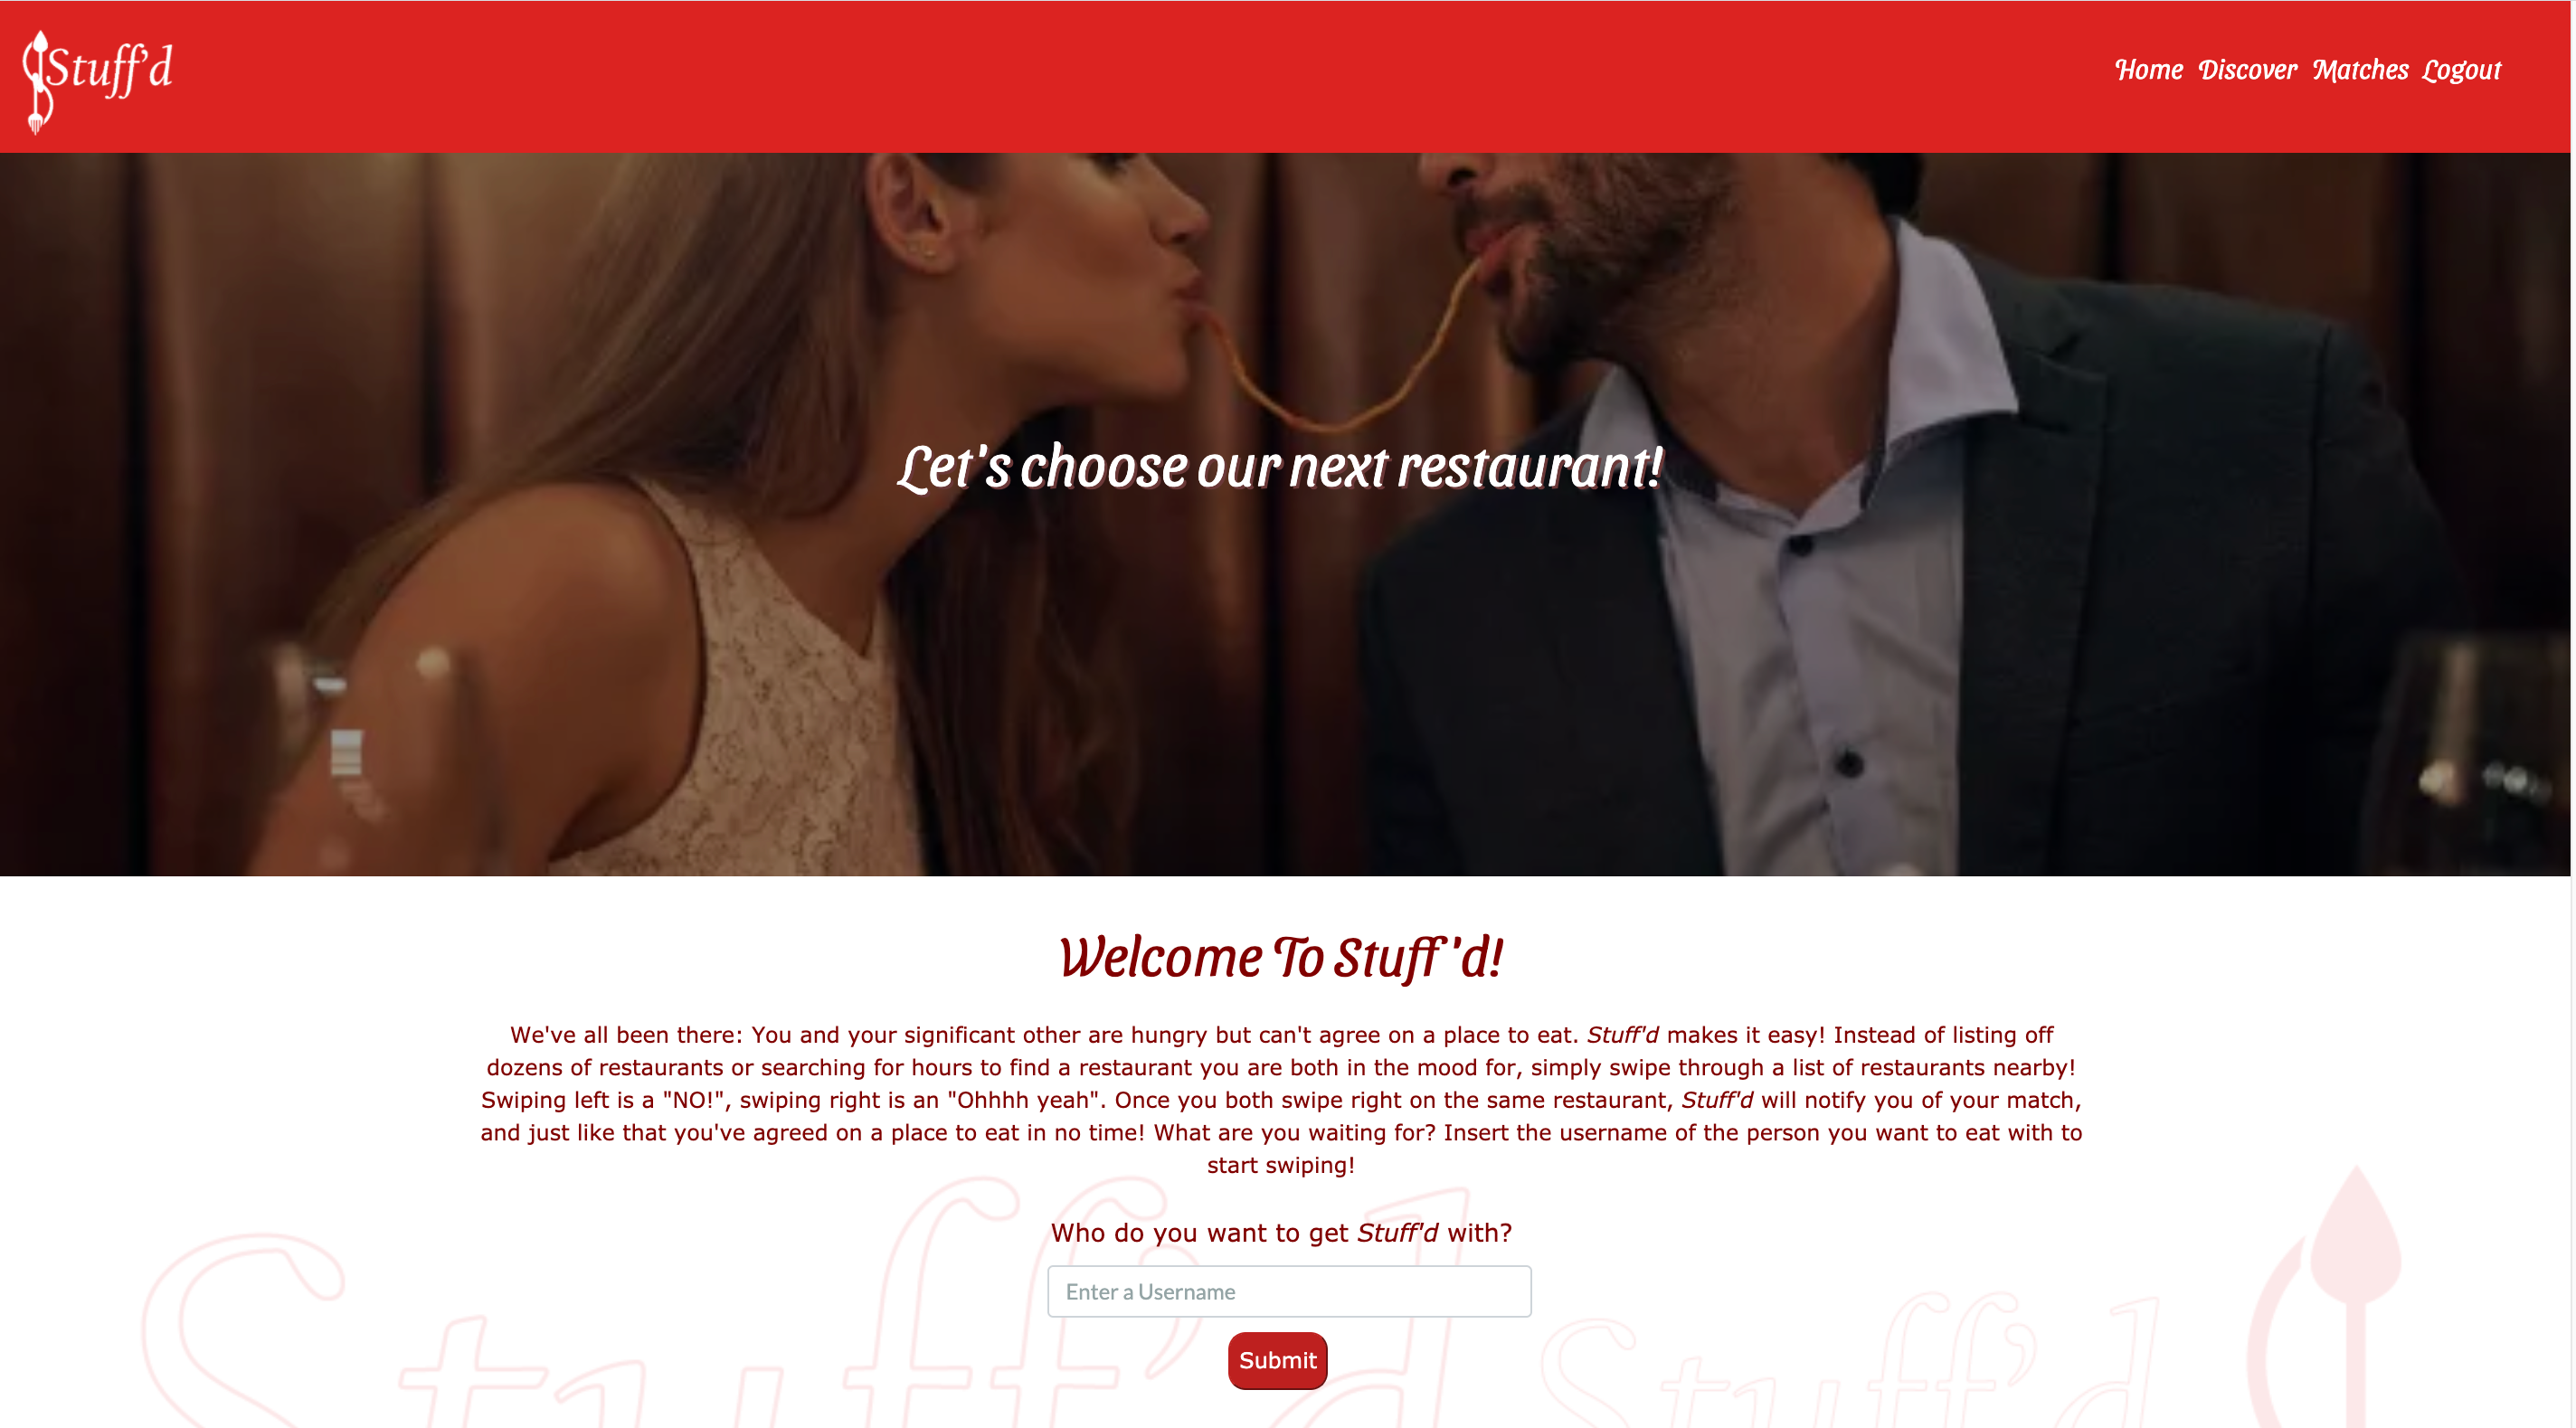 Stuff'd
Home Discover Matches Logout
Let's choose our next restaurant!
Welcome To Stuff'd!
We've all been there: You and your significant other are hungry but can't agree on a place to eat. Stuff'd makes it easy! Instead of listing off
dozens of restaurants or searching for hours to find a restaurant you are both in the mood for, simply swipe through a list of restaurants nearby!
Swiping left is a "NO!", swiping right is an "Ohhhh yeah". Once you both swipe right on the same restaurant, Stuff'd will notify you of your match,
and just like that you've agreed on a place to eat in no time! What are you waiting for? Insert the username of the person you want to eat with to
start swiping!
Who do you want to get Stuff'd with?
Enter a Username
Submit
Stuff'd
Stuff'd